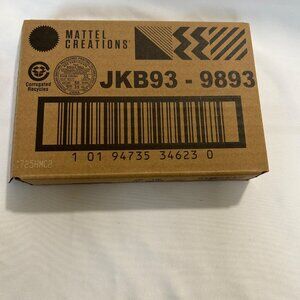 MATTEL
CREATIONS
Corrugated
Recycles
JKB93 - 9893
1 01 94735 34623 0